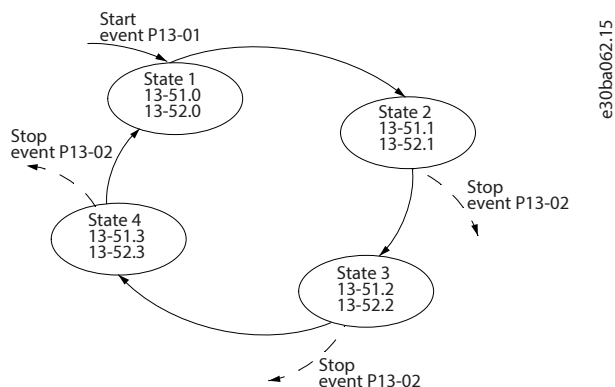 Start
event P13-01
State 1
13-51.0
13-52.0
State 2
13-51.1
13-52.1
Stop
event P13-02
State 3
13-51.2
13-52.2
Stop
event P13-02
State 4
13-51.3
13-52.3
Stop
event P13-02
e30ba062.15